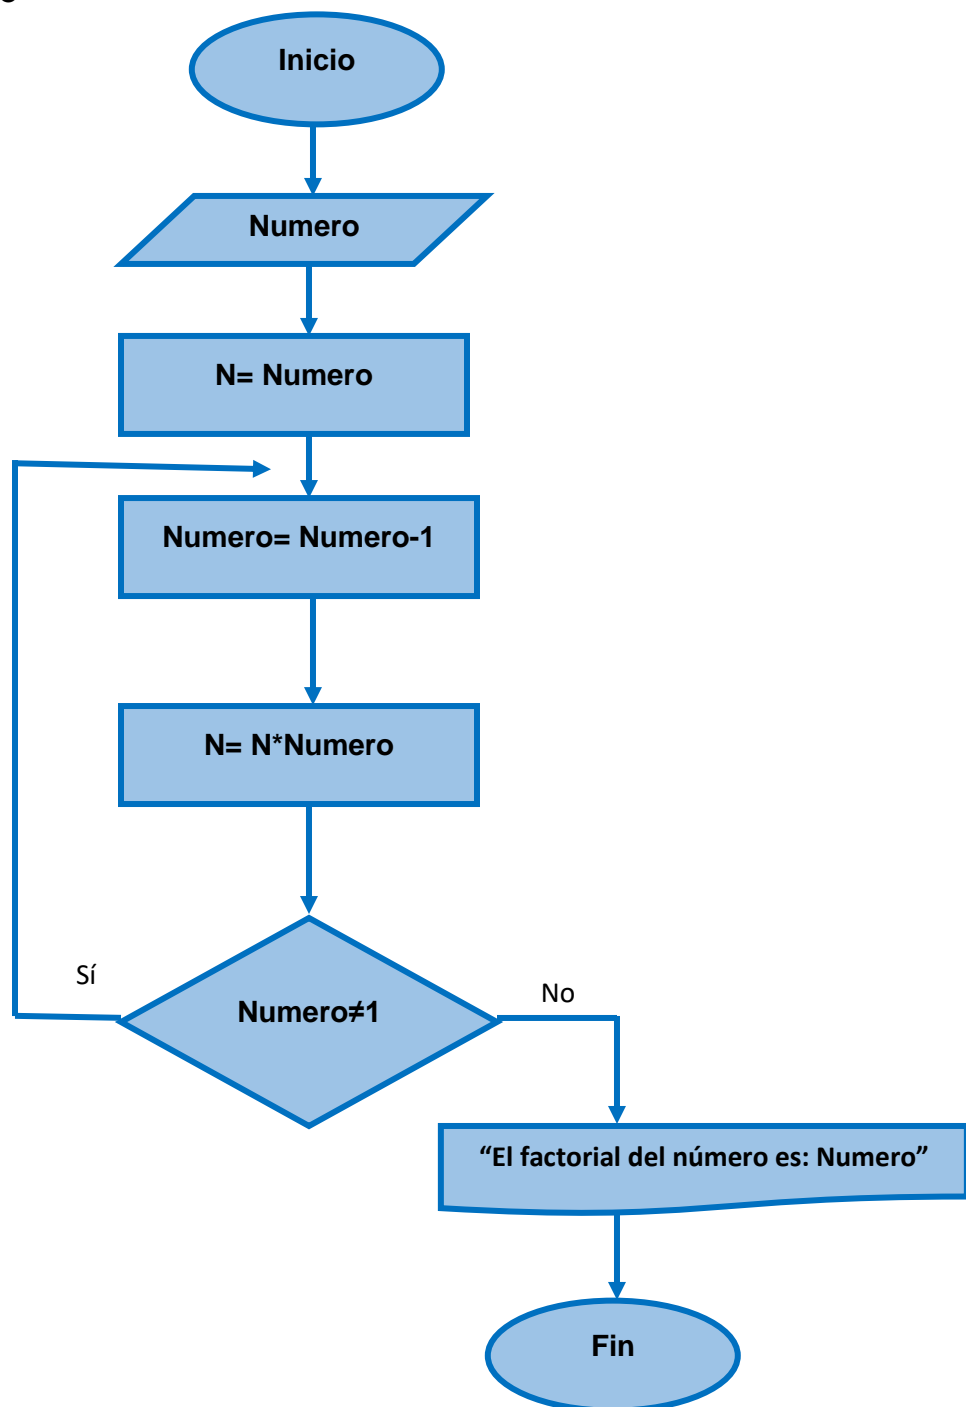 Inicio
Numero
N= Numero
Numero= Numero-1
N= N*Numero
Numero≠1
Sí
No
“El factorial del número es: Numero”
Fin